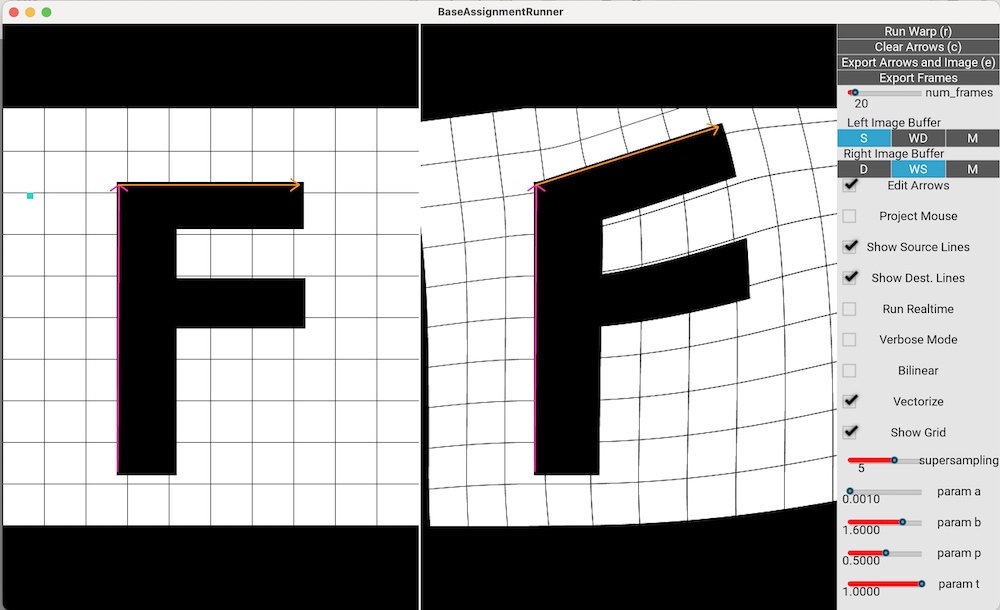 BaseAssignmentRunner
F
F
Run Warp (r)
Clear Arrows (c)
Export Arrows and Image (e)
Export Frames
num_frames
20
Left Image Buffer
S WD M
Right Image Buffer
D WS M
Edit Arrows
Project Mouse
Show Source Lines
Show Dest. Lines
Run Realtime
Verbose Mode
Bilinear
Vectorize
Show Grid
supersampling
5
param a
0.0010
param b
1.6000
param p
0.5000
param t
1.0000